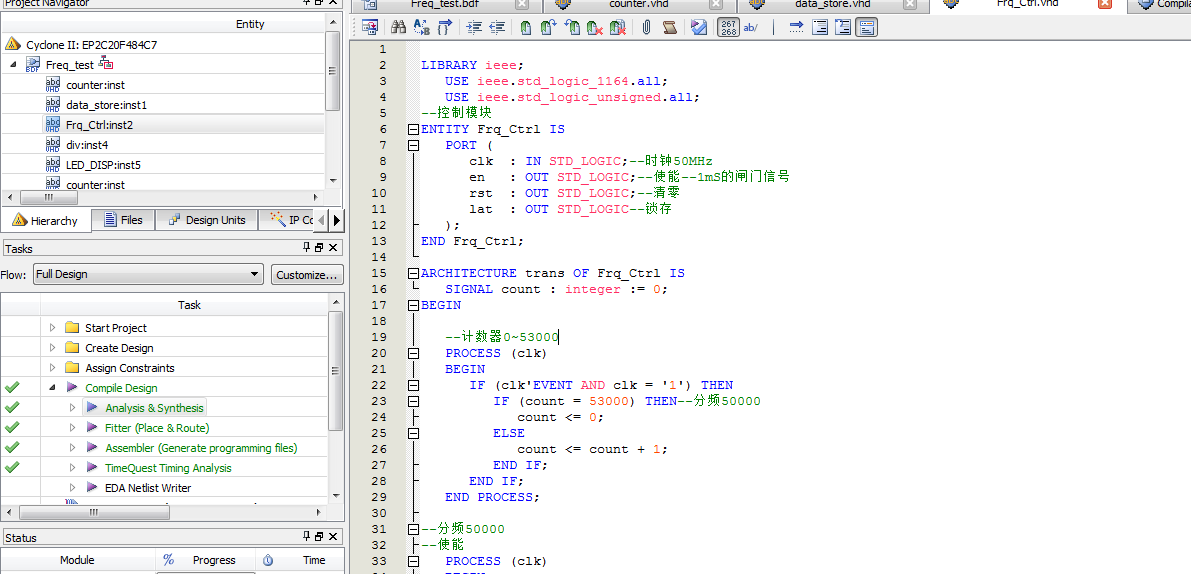 Project Navigator
Entity
Cyclone II: EP2C20F484C7
Freq_test
counter:inst
data_store:inst1
Frq_Ctrl:inst2
div:inst4
LED_DISP:inst5
counter:inst
Hierarchy
Files
Design Units
IP Co
Tasks
Flow:
Full Design
Customize...
Task
Start Project
Create Design
Assign Constraints
Compile Design
Analysis & Synthesis
Fitter (Place & Route)
Assembler (Generate programming files)
TimeQuest Timing Analysis
EDA Netlist Writer
Status
Module
% Progress
Time
Freq_test.bdf
counter.vhd
data_store.vhd
Frq_Ctrl.vhd
Compila
267
268
ab/
1
2 LIBRARY ieee;
3 USE ieee.std_logic_1164.all;
4 USE ieee.std_logic_unsigned.all;
5 --控制模块
6 ENTITY Frq_Ctrl IS
7 PORT (
8 clk : IN STD_LOGIC;--时钟50MHz
9 en : OUT STD_LOGIC;--使能--1mS的闸门信号
10 rst : OUT STD_LOGIC;--清零
11 lat : OUT STD_LOGIC--锁存
12 );
13 END Frq_Ctrl;
14
15 ARCHITECTURE trans OF Frq_Ctrl IS
16 SIGNAL count : integer := 0;
17 BEGIN
18
19 --计数器0~53000
20 PROCESS (clk)
21 BEGIN
22 IF (clk'EVENT AND clk = '1') THEN
23 IF (count = 53000) THEN--分频50000
24 count <= 0;
25 ELSE
26 count <= count + 1;
27 END IF;
28 END IF;
29 END PROCESS;
30
31 --分频50000
32 --使能
33 PROCESS (clk)